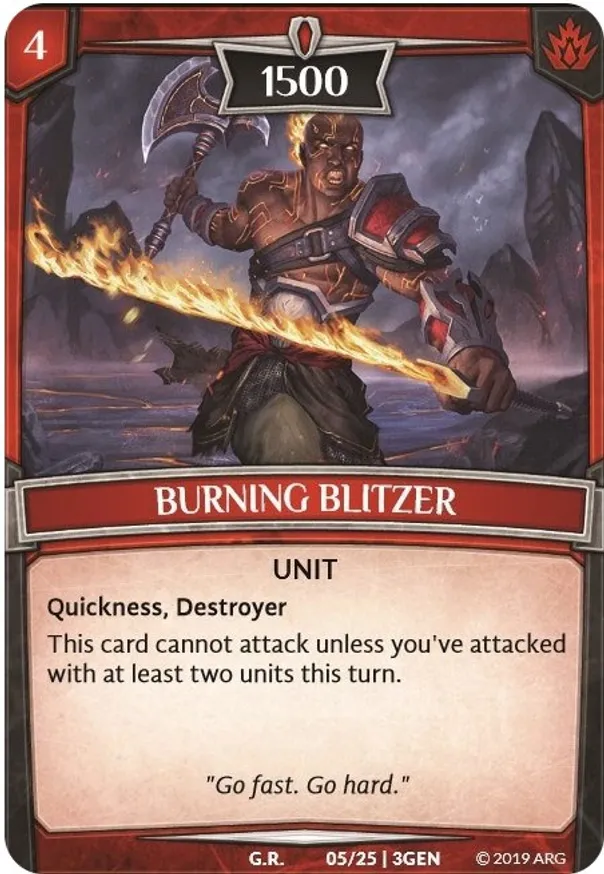 4
1500
BURNING BLITZER
UNIT
Quickness, Destroyer
This card cannot attack unless you've attacked
with at least two units this turn.
"Go fast. Go hard."
G.R. 05/25 | 3GEN © 2019 ARG